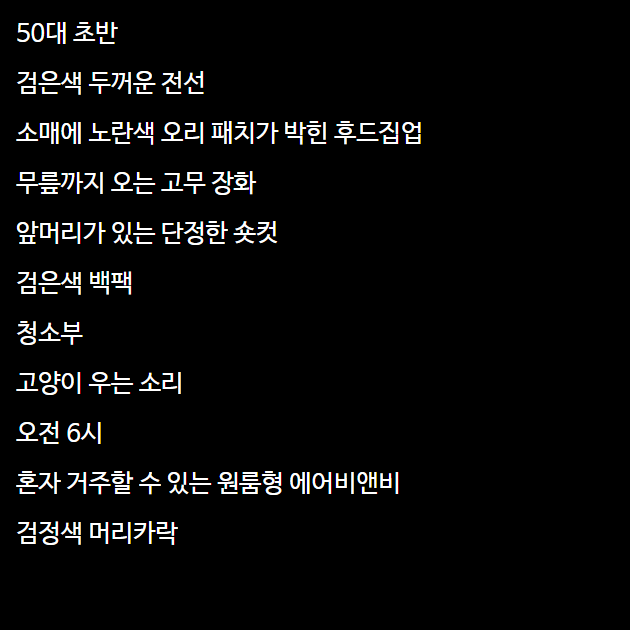 50대 초반
검은색 두꺼운 전선
소매에 노란색 오리 패치가 박힌 후드집업
무릎까지 오는 고무 장화
앞머리가 있는 단정한 숏컷
검은색 백팩
청소부
고양이 우는 소리
오전 6시
혼자 거주할 수 있는 원룸형 에어비앤비
검정색 머리카락